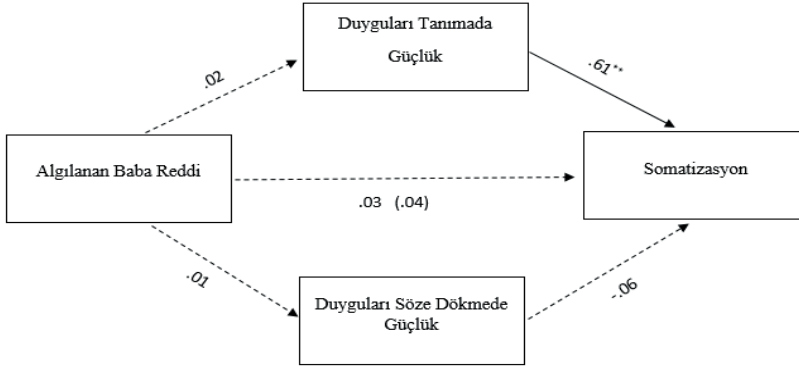 Duyguları Tanımada
Güçlük
.02
.61**
Algılanan Baba Reddi
Somatizasyon
.03 (.04)
.01
Duyguları Söze Dökmede
Güçlük
-.06